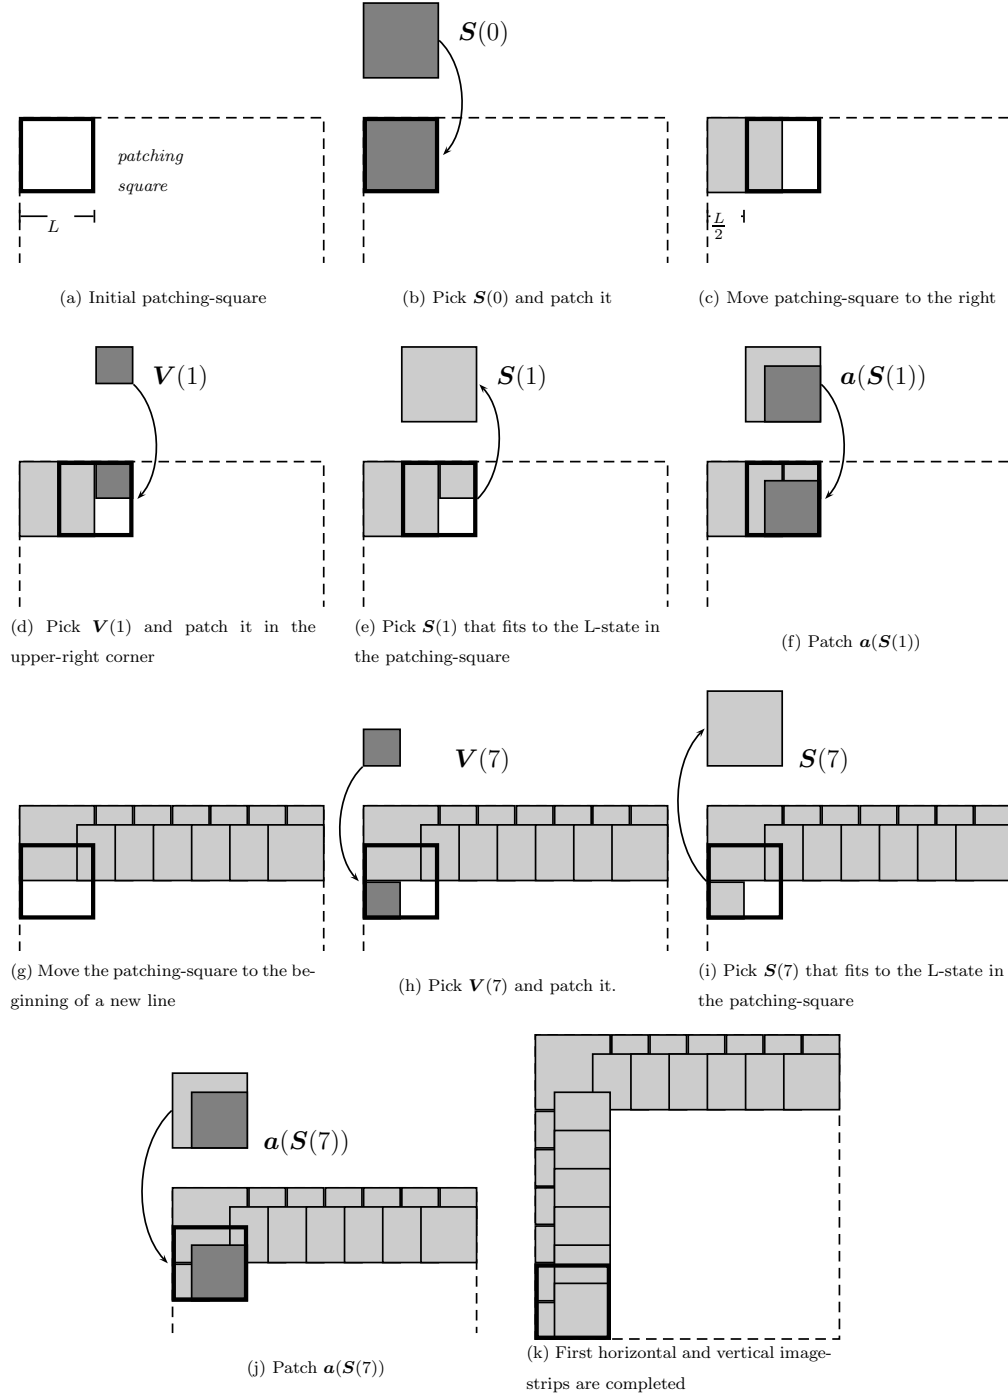 S(0)
patching
square
L
L
2
(a) Initial patching-square
(b) Pick S(0) and patch it
(c) Move patching-square to the right
V(1)
S(1)
a(S(1))
(d) Pick V(1) and patch it in the
upper-right corner
(e) Pick S(1) that fits to the L-state in
the patching-square
(f) Patch a(S(1))
V(7)
S(7)
(g) Move the patching-square to the be-
ginning of a new line
(h) Pick V(7) and patch it.
(i) Pick S(7) that fits to the L-state in
the patching-square
a(S(7))
(j) Patch a(S(7))
(k) First horizontal and vertical image-
strips are completed